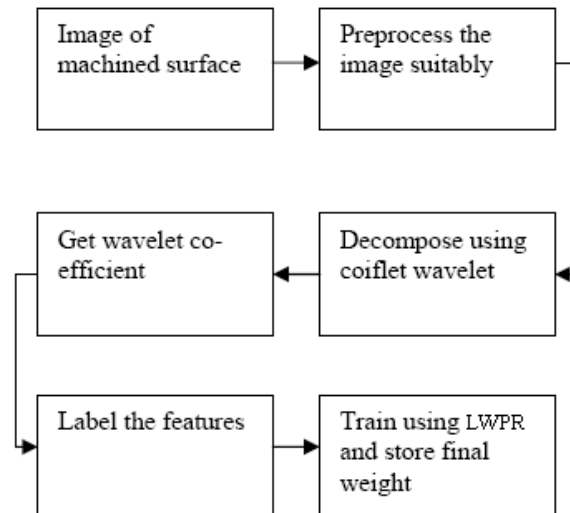 Image of
machined surface
Preprocess the
image suitably
Decompose using
coiflet wavelet
Get wavelet co-
efficient
Label the features
Train using LWPR
and store final
weight